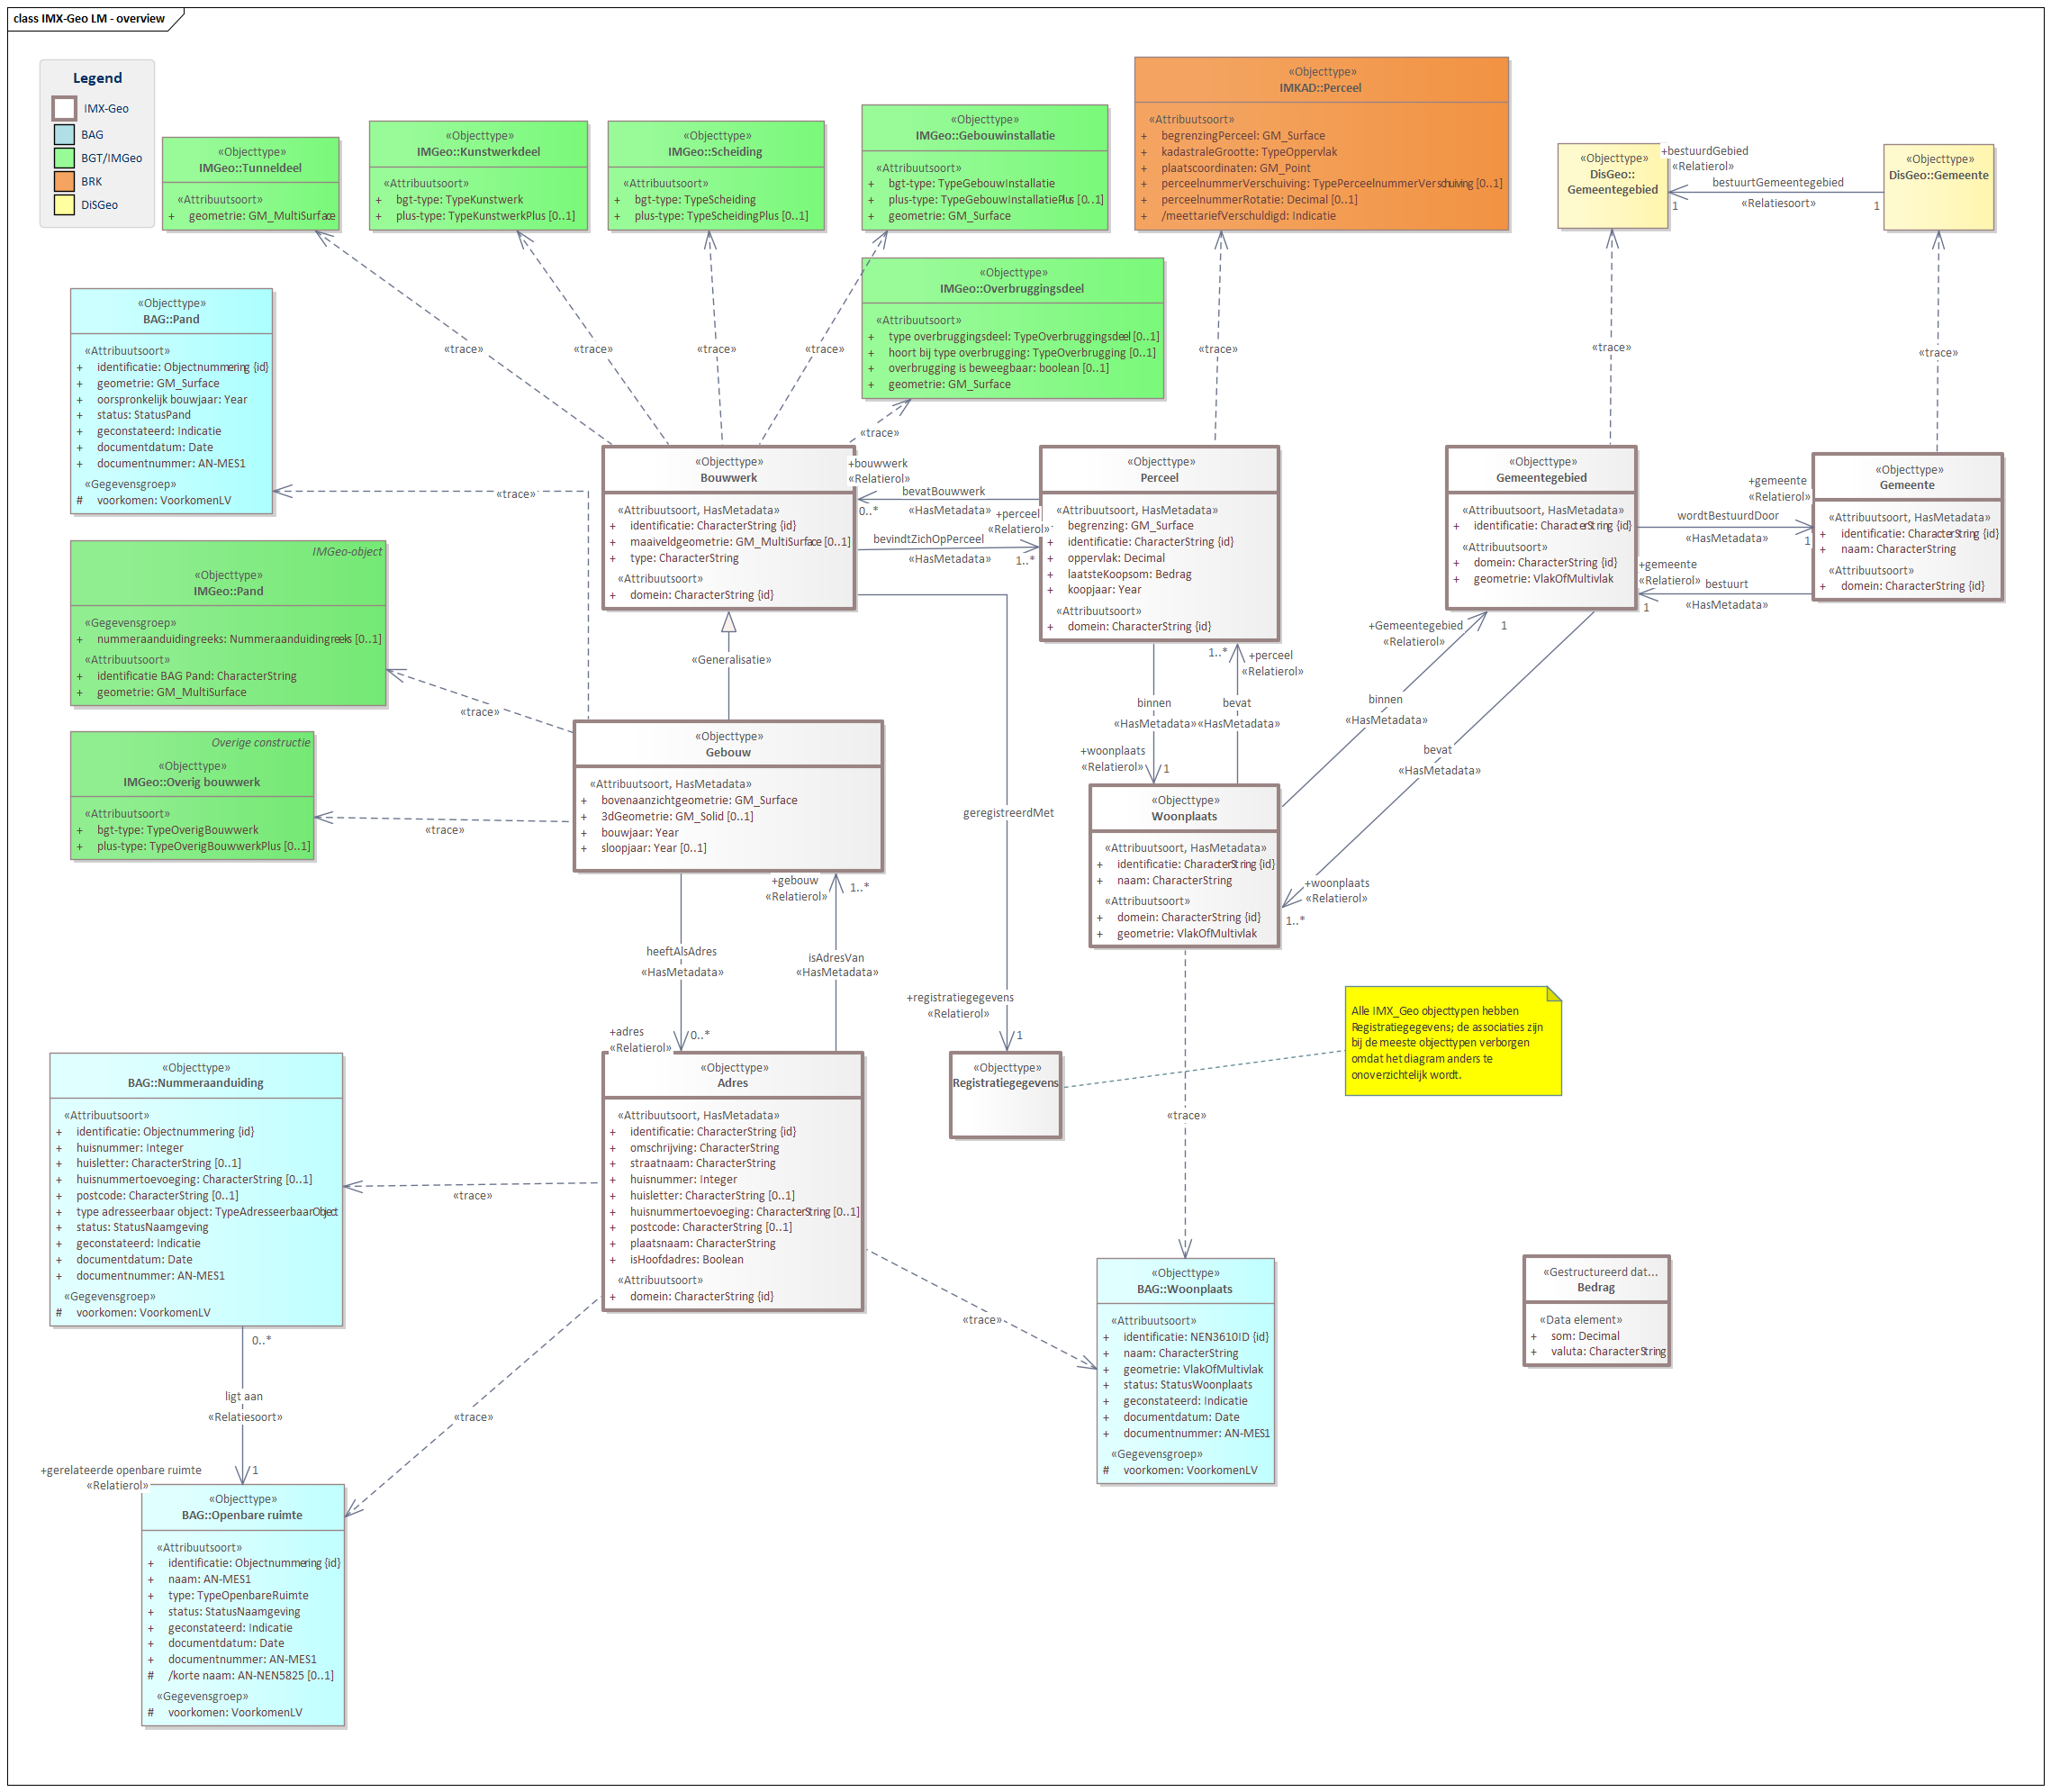 class IMX-Geo LM - overview
Legend
IMX-Geo
BAG
BGT/IMGeo
BRK
DiSGeo
«Objecttype»
IMGeo::Tunneldeel
«Attribuutsoort»
+ geometrie: GM_MultiSurface
«Objecttype»
IMGeo::Kunstwerkdeel
«Attribuutsoort»
+ bgt-type: TypeKunstwerk
+ plus-type: TypeKunstwerkPlus [0..1]
«Objecttype»
IMGeo::Scheiding
«Attribuutsoort»
+ bgt-type: TypeScheiding
+ plus-type: TypeScheidingPlus [0..1]
«Objecttype»
IMGeo::Gebouwinstallatie
«Attribuutsoort»
+ bgt-type: TypeGebouwInstallatie
+ plus-type: TypeGebouwInstallatiePlus [0..1]
+ geometrie: GM_Surface
«Objecttype»
IMKAD::Perceel
«Attribuutsoort»
+ begrenzingPerceel: GM_Surface
+ kadastraleGrootte: TypeOppervlak
+ plaatscoordinaten: GM_Point
+ perceelnummerVerschuiving: TypePerceelnummerVerschuiving [0..1]
+ perceelnummerRotatie: Decimal [0..1]
+ /meettariefVerschuldigd: Indicatie
«Objecttype»
DisGeo::
Gemeentegebied
+bestuurdGebied
«Relatierol»
bestuurtGemeentegebied
1
«Relatiesoort»
1
«Objecttype»
DisGeo::Gemeente
«Objecttype»
IMGeo::Overbruggingsdeel
«Attribuutsoort»
+ type overbruggingsdeel: TypeOverbruggingsdeel [0..1]
+ hoort bij type overbrugging: TypeOverbrugging [0..1]
+ overbrugging is beweegbaar: boolean [0..1]
+ geometrie: GM_Surface
«Objecttype»
BAG::Pand
«Attribuutsoort»
+ identificatie: Objectnummering {id}
+ geometrie: GM_Surface
+ oorspronkelijk bouwjaar: Year
+ status: StatusPand
+ geconstateerd: Indicatie
+ documentdatum: Date
+ documentnummer: AN-MES1
«Gegevensgroep»
# voorkomen: VoorkomenLV
«trace»
«trace»
«trace»
«trace»
«trace»
«trace»
«trace»
«trace»
«trace»
«Objecttype»
Bouwwerk
«Attribuutsoort, HasMetadata»
+ identificatie: CharacterString {id}
+ maaiveldgeometrie: GM_MultiSurface [0..1]
+ type: CharacterString
«Attribuutsoort»
+ domein: CharacterString {id}
+bouwwerk
«Relatierol»
bevatBouwwerk
0..*
«HasMetadata»
+perceel
«Relatierol»
bevindtZichOpPerceel
«HasMetadata»
1..*
«Objecttype»
Perceel
«Attribuutsoort, HasMetadata»
+ begrenzing: GM_Surface
+ identificatie: CharacterString {id}
+ oppervlak: Decimal
+ laatsteKoopsom: Bedrag
+ koopjaar: Year
«Attribuutsoort»
+ domein: CharacterString {id}
«Objecttype»
Gemeentegebied
«Attribuutsoort, HasMetadata»
+ identificatie: CharacterString {id}
«Attribuutsoort»
+ domein: CharacterString {id}
+ geometrie: VlakOfMultivlak
+gemeente
«Relatierol»
wordtBestuurdDoor
«HasMetadata»
1
+gemeente
«Relatierol»
bestuurt
1
«HasMetadata»
«Objecttype»
Gemeente
«Attribuutsoort, HasMetadata»
+ identificatie: CharacterString {id}
+ naam: CharacterString
«Attribuutsoort»
+ domein: CharacterString {id}
IMGeo-object
«Objecttype»
IMGeo::Pand
«Gegevensgroep»
+ nummeraanduidingreeks: Nummeraanduidingreeks [0..1]
«Attribuutsoort»
+ identificatie BAG Pand: CharacterString
+ geometrie: GM_MultiSurface
«Generalisatie»
«trace»
Overige constructie
«Objecttype»
IMGeo::Overig bouwwerk
«Attribuutsoort»
+ bgt-type: TypeOverigBouwwerk
+ plus-type: TypeOverigBouwwerkPlus [0..1]
«trace»
«Objecttype»
Gebouw
«Attribuutsoort, HasMetadata»
+ bovenaanzichtgeometrie: GM_Surface
+ 3dGeometrie: GM_Solid [0..1]
+ bouwjaar: Year
+ sloopjaar: Year [0..1]
1..*
+perceel
«Relatierol»
binnen
«HasMetadata»
bevat
«HasMetadata»
+woonplaats
«Relatierol»
1
+Gemeentegebied
«Relatierol»
1
binnen
«HasMetadata»
bevat
«HasMetadata»
+woonplaats
«Relatierol»
1..*
«Objecttype»
Woonplaats
«Attribuutsoort, HasMetadata»
+ identificatie: CharacterString {id}
+ naam: CharacterString
«Attribuutsoort»
+ domein: CharacterString {id}
+ geometrie: VlakOfMultivlak
geregistreerdMet
+registratiegegevens
«Relatierol»
1
+gebouw
«Relatierol»
1..*
heeftAlsAdres
«HasMetadata»
isAdresVan
«HasMetadata»
+adres
«Relatierol»
0..*
«Objecttype»
Registratiegegevens
Alle IMX_Geo objecttypen hebben
Registratiegegevens; de associaties zijn
bij de meeste objecttypen verborgen
omdat het diagram anders te
onoverzichtelijk wordt.
«Objecttype»
BAG::Nummeraanduiding
«Attribuutsoort»
+ identificatie: Objectnummering {id}
+ huisnummer: Integer
+ huisletter: CharacterString [0..1]
+ huisnummertoevoeging: CharacterString [0..1]
+ postcode: CharacterString [0..1]
+ type adresseerbaar object: TypeAdresseerbaarObject
+ status: StatusNaamgeving
+ geconstateerd: Indicatie
+ documentdatum: Date
+ documentnummer: AN-MES1
«Gegevensgroep»
# voorkomen: VoorkomenLV
«trace»
«Objecttype»
Adres
«Attribuutsoort, HasMetadata»
+ identificatie: CharacterString {id}
+ omschrijving: CharacterString
+ straatnaam: CharacterString
+ huisnummer: Integer
+ huisletter: CharacterString [0..1]
+ huisnummertoevoeging: CharacterString [0..1]
+ postcode: CharacterString [0..1]
+ plaatsnaam: CharacterString
+ isHoofdadres: Boolean
«Attribuutsoort»
+ domein: CharacterString {id}
«trace»
«trace»
«Objecttype»
BAG::Woonplaats
«Attribuutsoort»
+ identificatie: NEN3610ID {id}
+ naam: CharacterString
+ geometrie: VlakOfMultivlak
+ status: StatusWoonplaats
+ geconstateerd: Indicatie
+ documentdatum: Date
+ documentnummer: AN-MES1
«Gegevensgroep»
# voorkomen: VoorkomenLV
«Gestructureerd dat...
Bedrag
«Data element»
+ som: Decimal
+ valuta: CharacterString
0..*
ligt aan
«Relatiesoort»
«trace»
+gerelateerde openbare ruimte
«Relatierol»
1
«Objecttype»
BAG::Openbare ruimte
«Attribuutsoort»
+ identificatie: Objectnummering {id}
+ naam: AN-MES1
+ type: TypeOpenbareRuimte
+ status: StatusNaamgeving
+ geconstateerd: Indicatie
+ documentdatum: Date
+ documentnummer: AN-MES1
# /korte naam: AN-NEN5825 [0..1]
«Gegevensgroep»
# voorkomen: VoorkomenLV